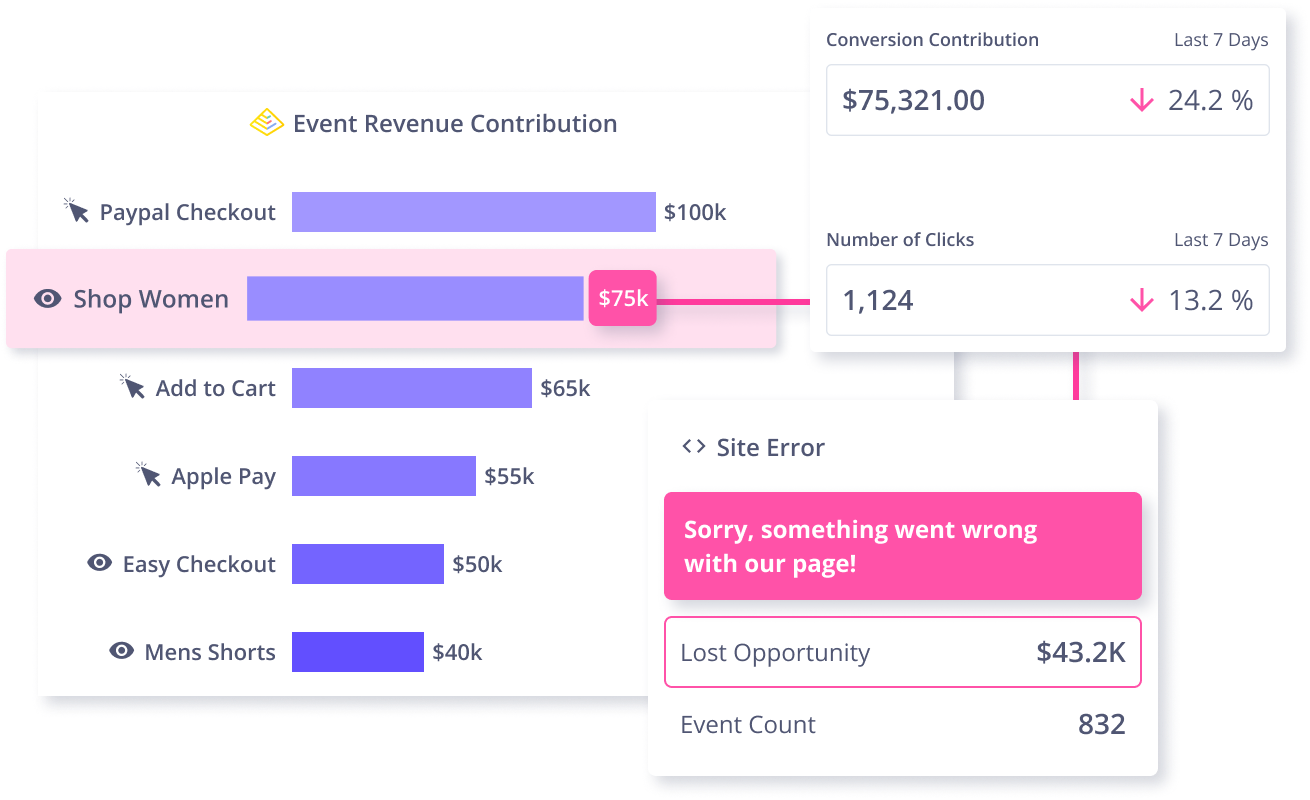 Event Revenue Contribution
Paypal Checkout $100k
Shop Women $75k
Add to Cart $65k
Apple Pay $55k
Easy Checkout $50k
Mens Shorts $40k
Conversion Contribution Last 7 Days
$75,321.00 24.2 %
Number of Clicks Last 7 Days
1,124 13.2 %
Site Error
Sorry, something went wrong
with our page!
Lost Opportunity $43.2K
Event Count 832